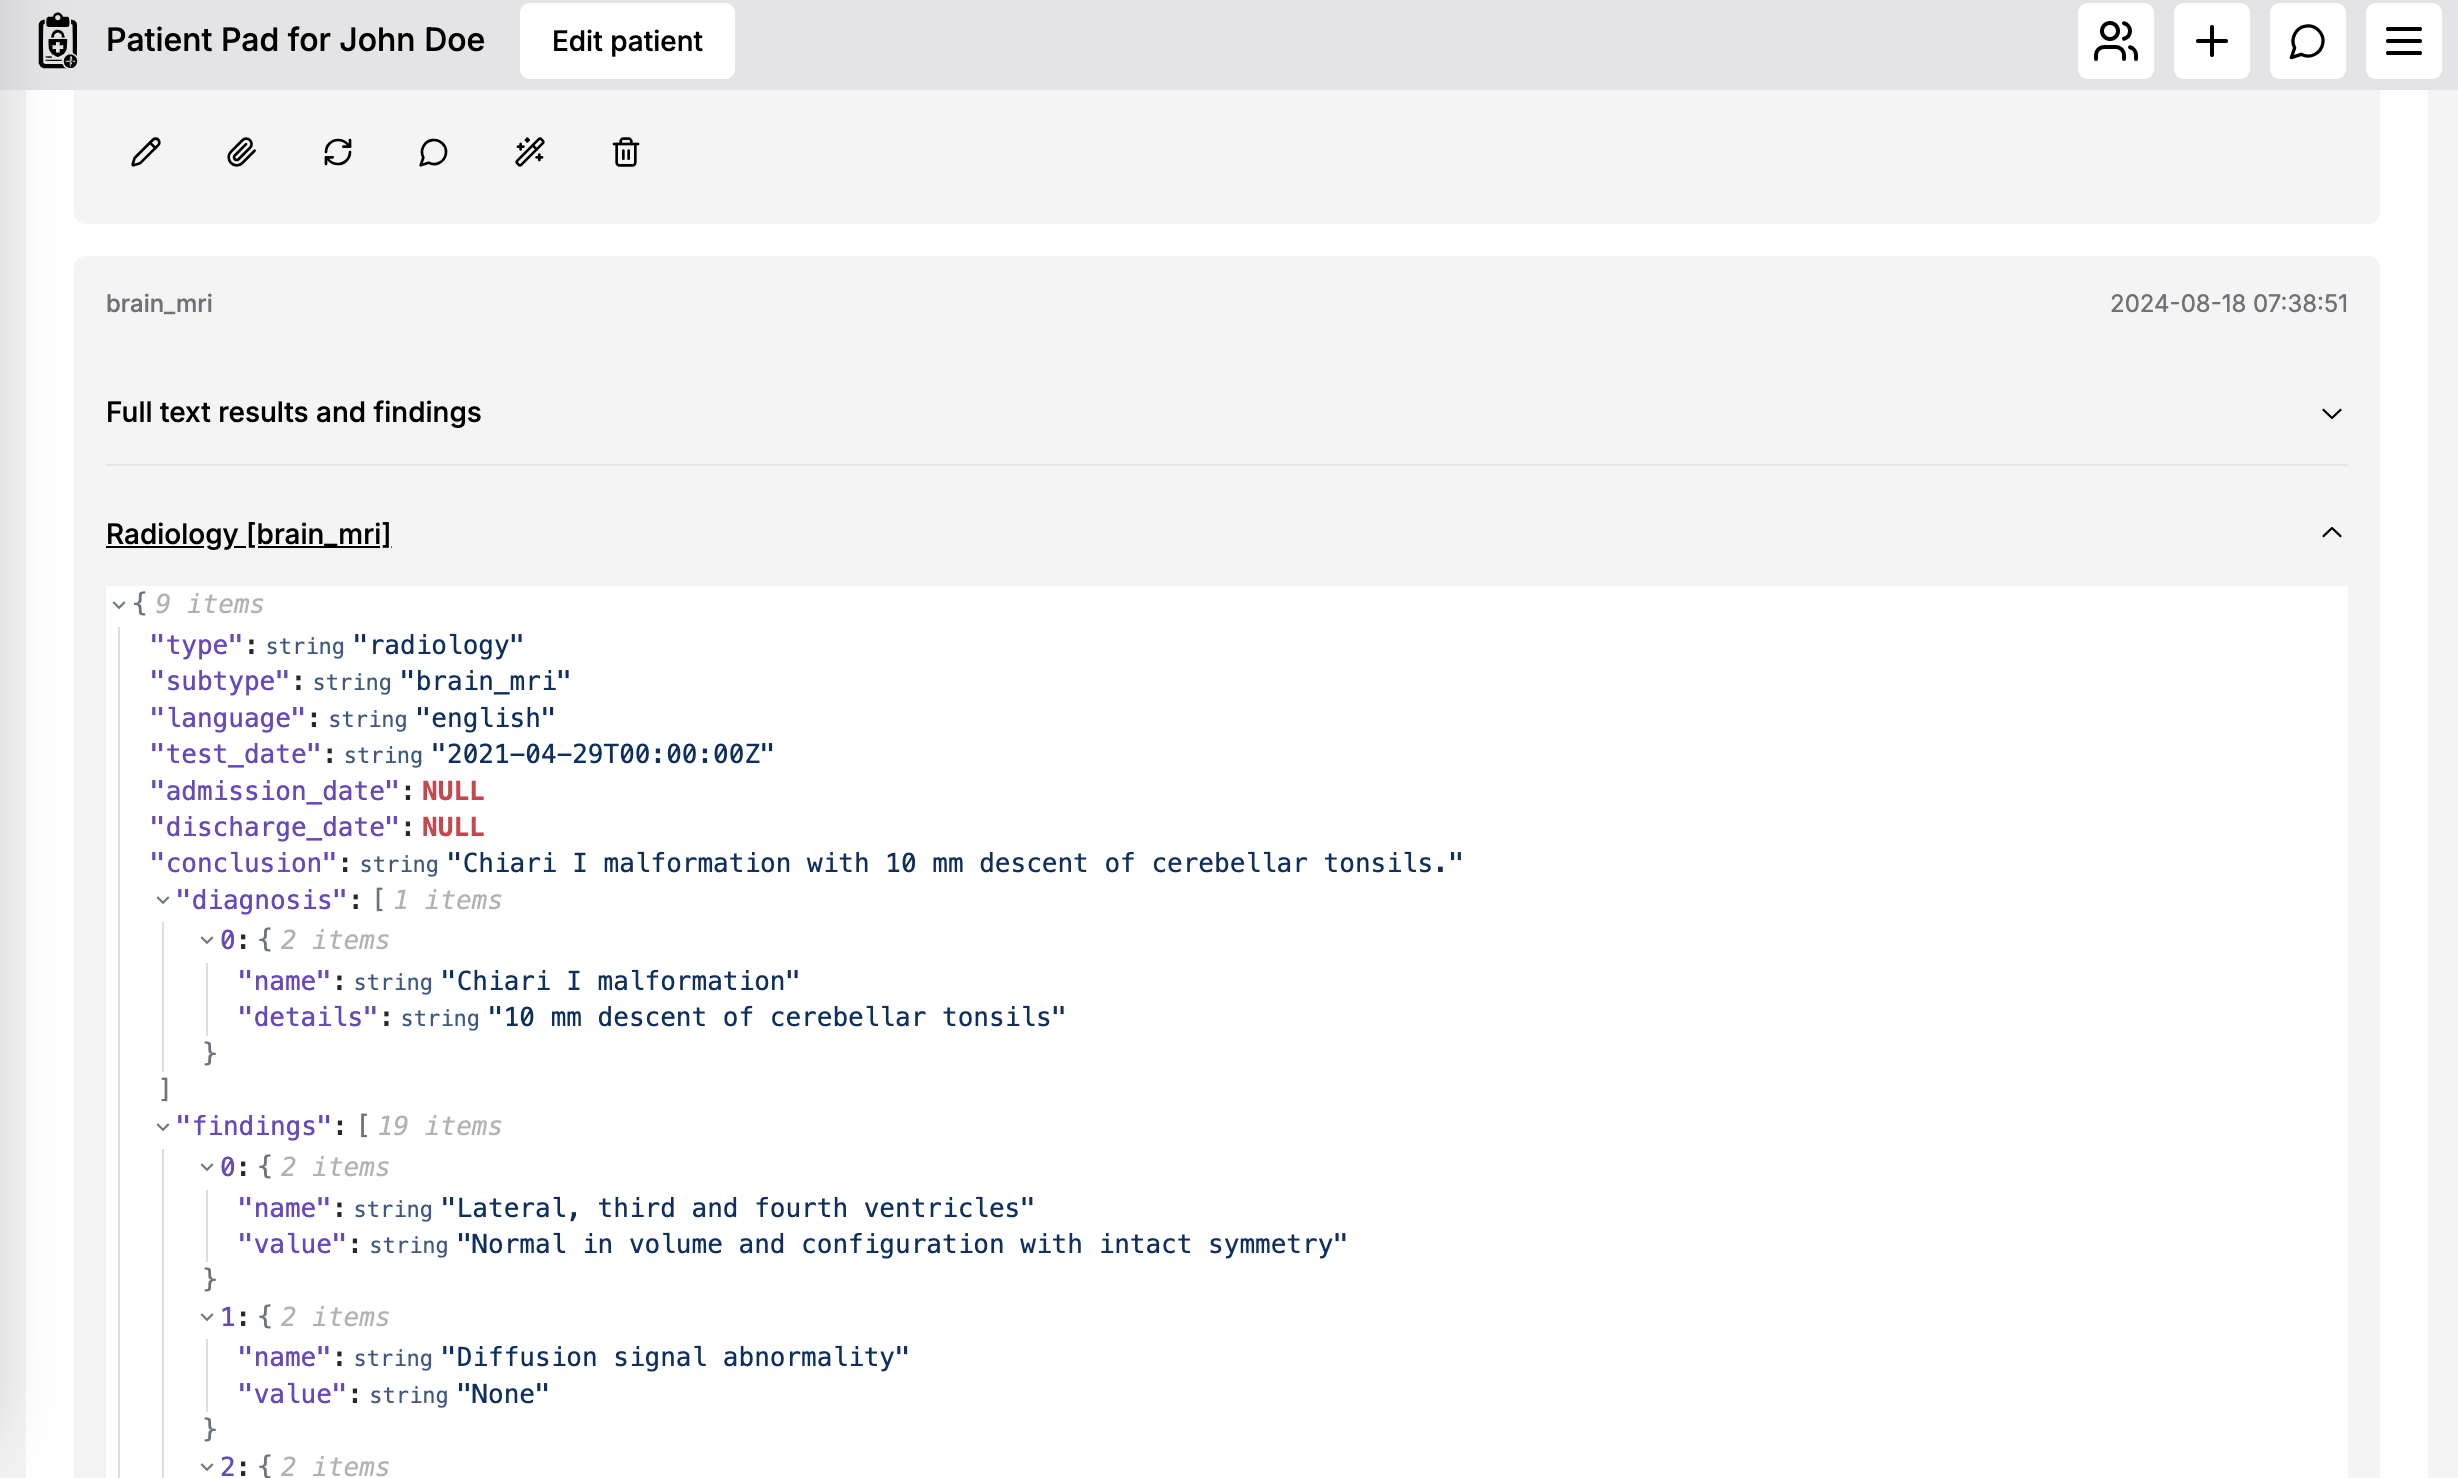 Patient Pad for John Doe
Edit patient
brain_mri
2024-08-18 07:38:51
Full text results and findings
Radiology [brain_mri]
{ 9 items
"type": string "radiology"
"subtype": string "brain_mri"
"language": string "english"
"test_date": string "2021-04-29T00:00:00Z"
"admission_date": NULL
"discharge_date": NULL
"conclusion": string "Chiari I malformation with 10 mm descent of cerebellar tonsils."
"diagnosis": [ 1 items
0: { 2 items
"name": string "Chiari I malformation"
"details": string "10 mm descent of cerebellar tonsils"
}
]
"findings": [ 19 items
0: { 2 items
"name": string "Lateral, third and fourth ventricles"
"value": string "Normal in volume and configuration with intact symmetry"
}
1: { 2 items
"name": string "Diffusion signal abnormality"
"value": string "None"
}
2: { 2 items